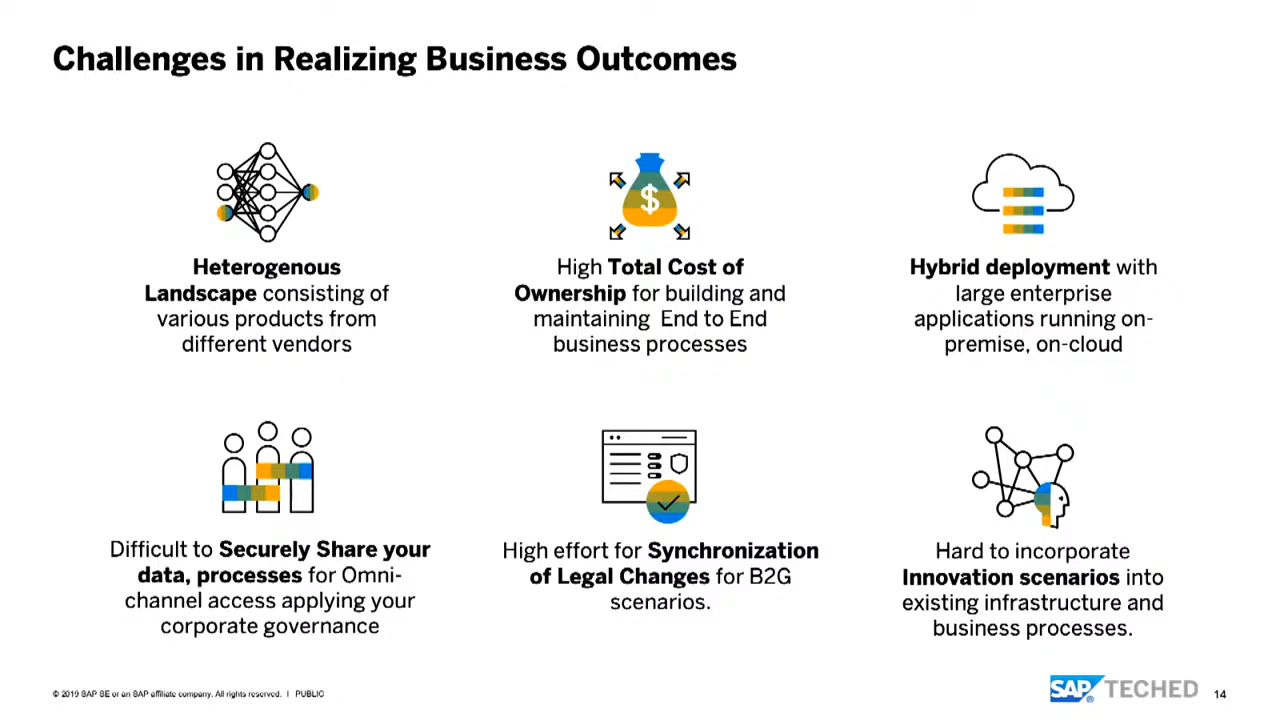 Challenges in Realizing Business Outcomes
$
Heterogenous
Landscape consisting of
various products from
different vendors
High Total Cost of
Ownership for building and
maintaining End to End
business processes
Hybrid deployment with
large enterprise
applications running on-
premise, on-cloud
Difficult to Securely Share your
data, processes for Omni-
channel access applying your
corporate governance
High effort for Synchronization
of Legal Changes for B2G
scenarios.
Hard to incorporate
Innovation scenarios into
existing infrastructure and
business processes.
© 2019 SAP SE or an SAP affiliate company. All rights reserved. I PUBLIC
SAP® TECHED
14